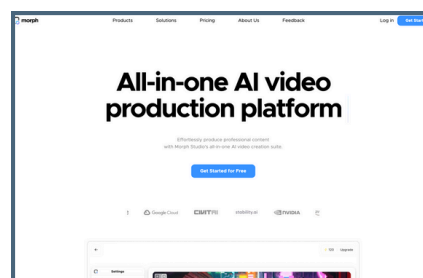 morph
Products
Solutions
Pricing
About Us
Feedback
Log in
Get Star
All-in-one AI video
production platform
Effortlessly produce professional content
with Morph Studio's all-in-one AI video creation suite.
Get Started for Free
Google Cloud
CIVITAI
stability.ai
NVIDIA
Upgrade
Settings